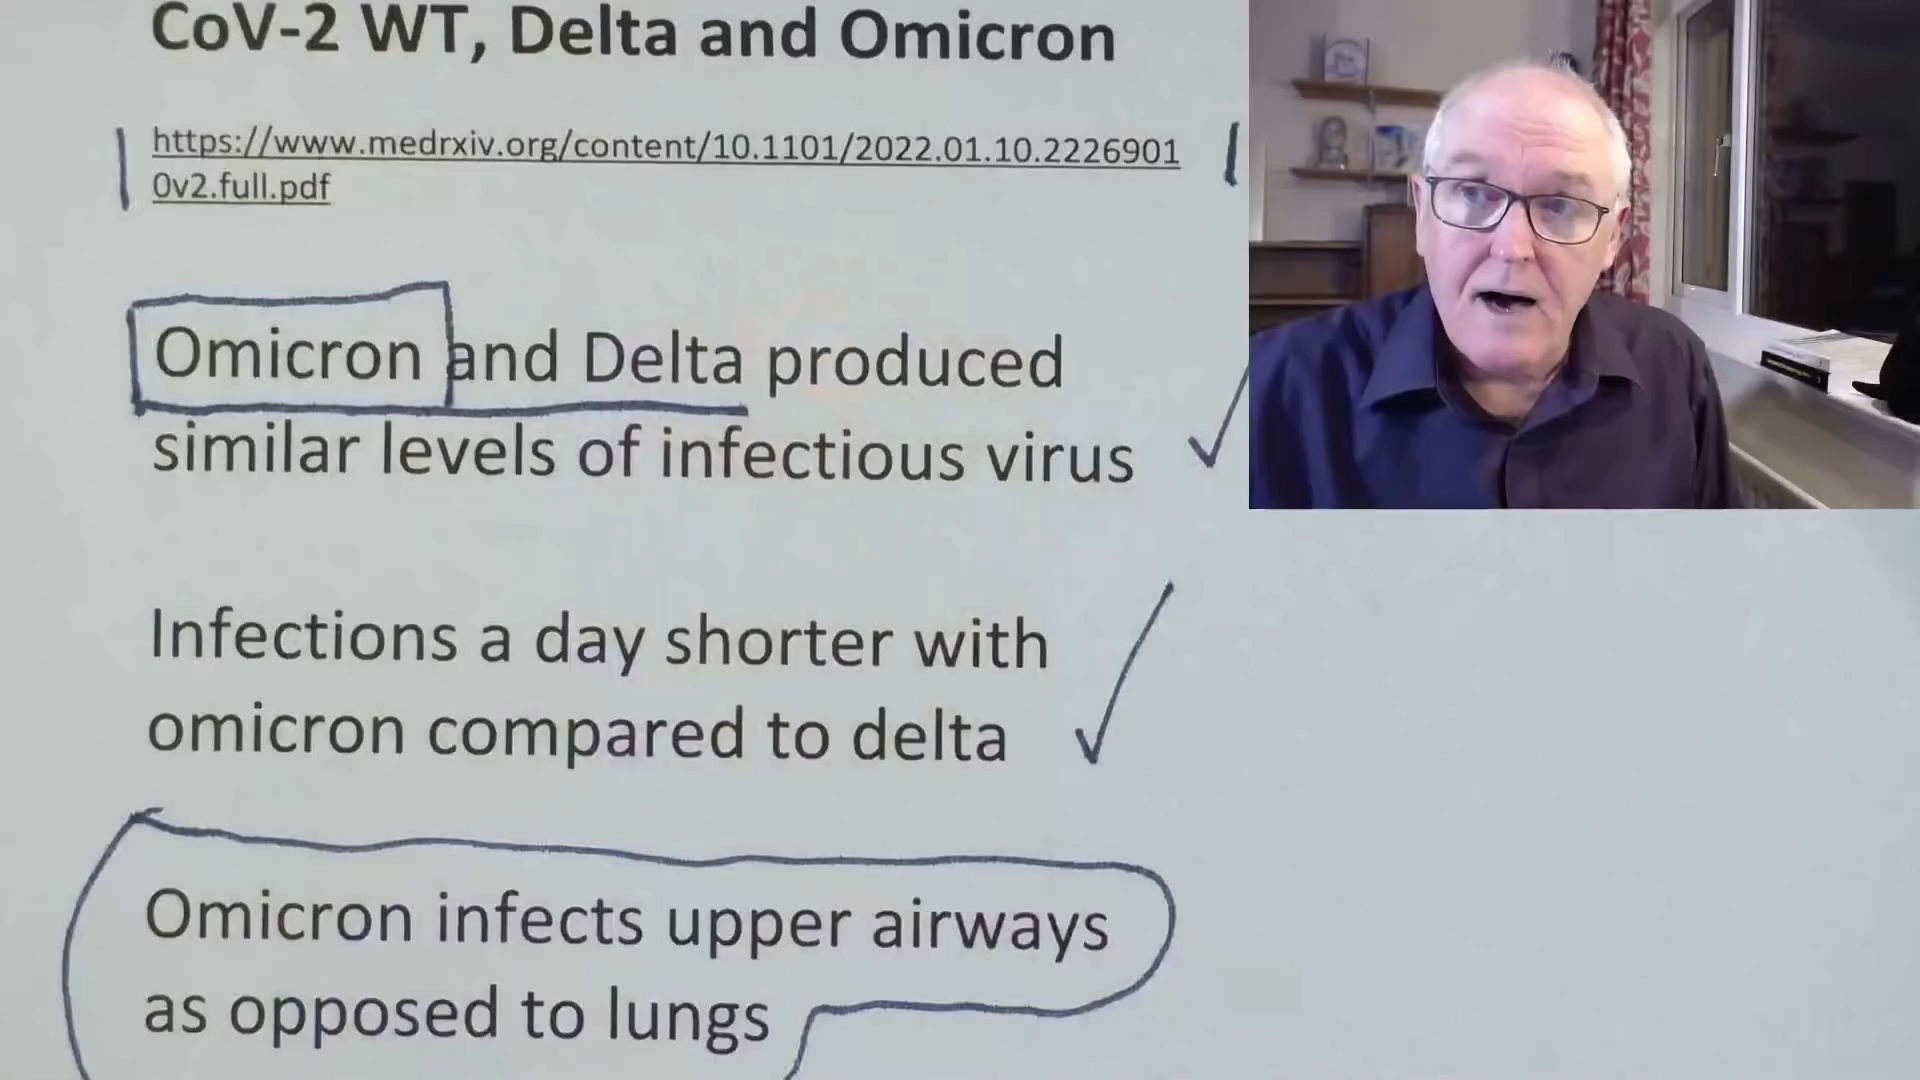 CoV-2 WT, Delta and Omicron
https://www.medrxiv.org/content/10.1101/2022.01.10.2226901
0v2.full.pdf
Omicron and Delta produced
similar levels of infectious virus
Infections a day shorter with
omicron compared to delta
Omicron infects upper airways
as opposed to lungs